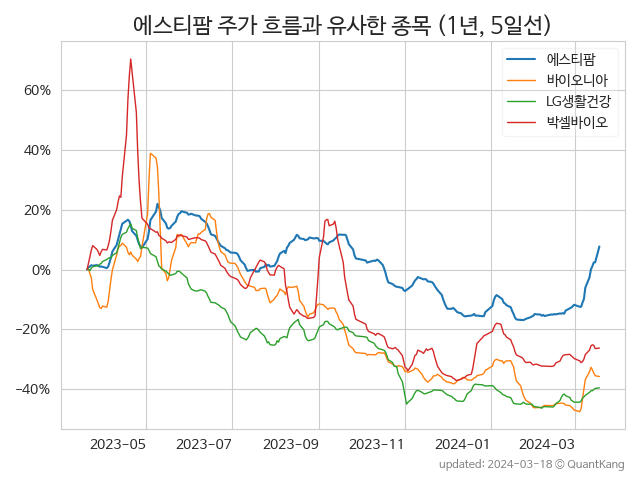 에스티팜 주가 흐름과 유사한 종목 (1년, 5일선)
에스티팜
바이오니아
LG생활건강
박셀바이오
60%
40%
20%
0%
−20%
−40%
2023-05 2023-07 2023-09 2023-11 2024-01 2024-03
updated: 2024-03-18 © QuantKang